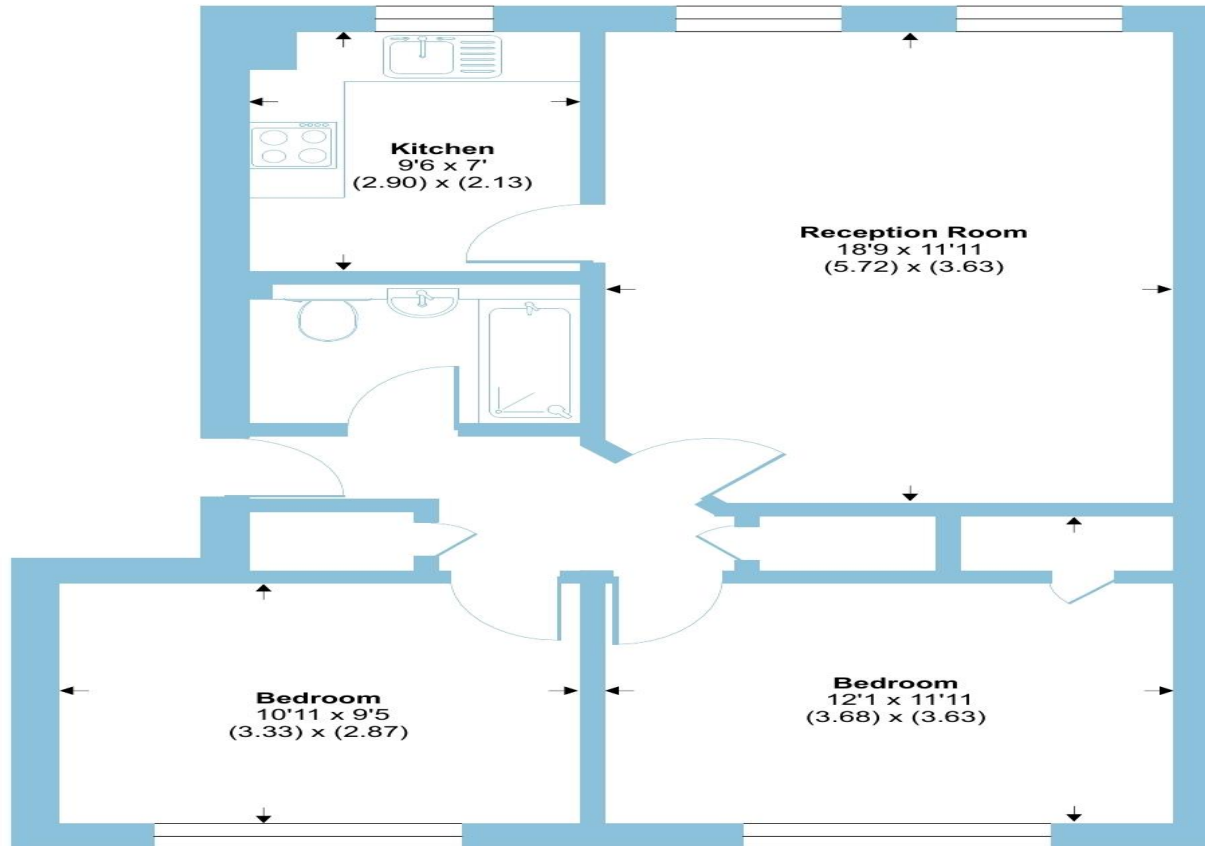 Kitchen
9'6 x 7'
(2.90) x (2.13)
Reception Room
18'9 x 11'11
(5.72) x (3.63)
Bedroom
10'11 x 9'5
(3.33) x (2.87)
Bedroom
12'1 x 11'11
(3.68) x (3.63)